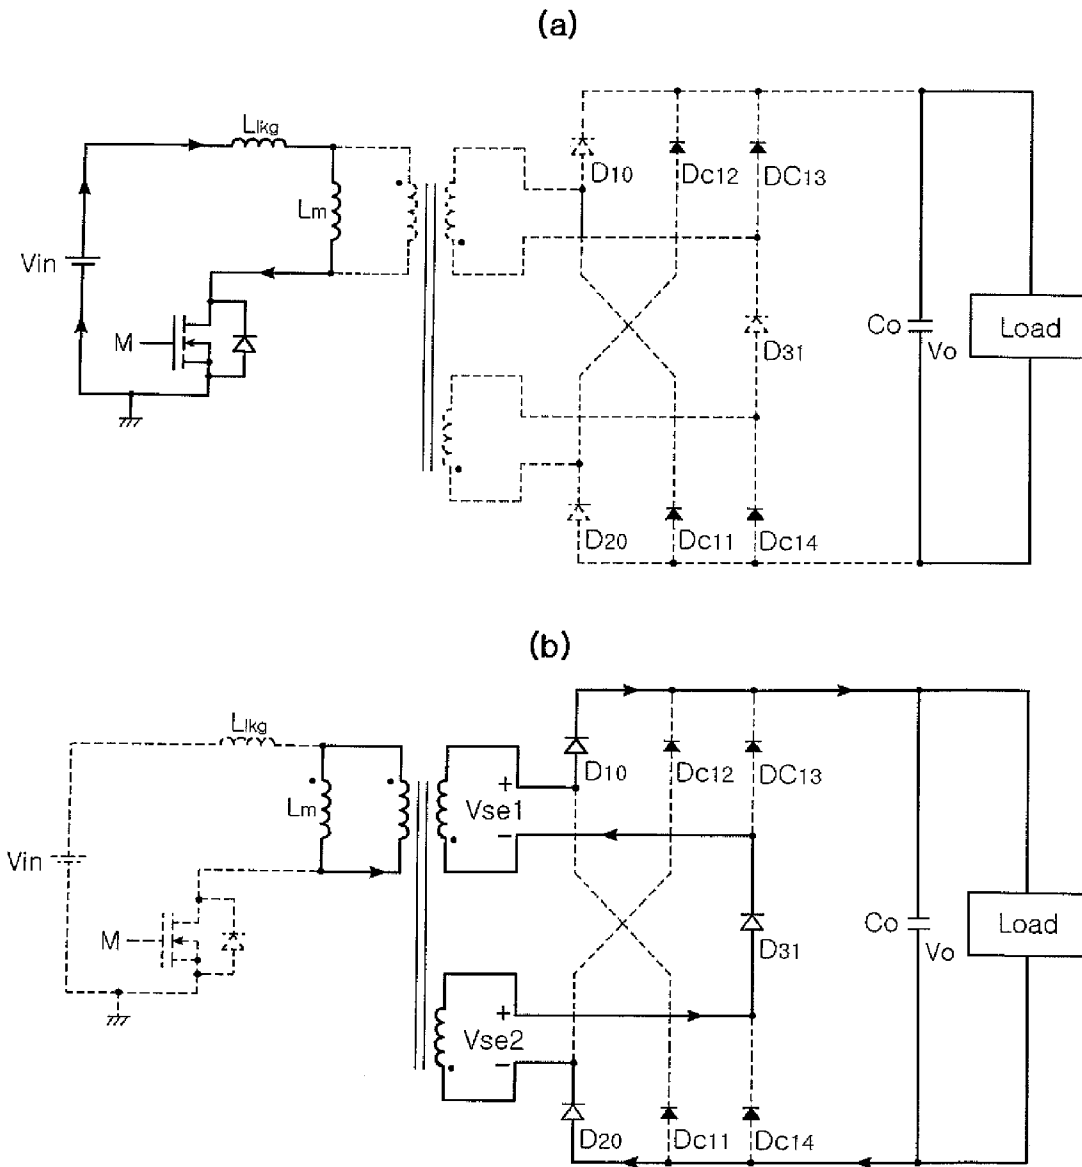 (a)
Llkg
D10
Dc12
DC13
Lm
Vin
M
D31
Co
Vo
Load
D20
Dc11
Dc14
(b)
Llkg
D10
Dc12
DC13
Lm
Vse1
+
−
Vin
M
D31
Co
Vo
Load
Vse2
+
−
D20
Dc11
Dc14